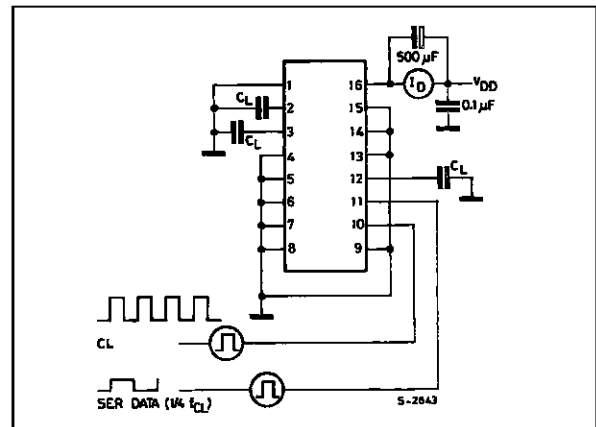 500 µF
I_D
V_DD
0.1 µF
1
16
C_L
2
15
3
14
C_L
4
13
5
12
C_L
6
11
7
10
8
9
CL
SER DATA (1/4 f_CL)
S-2643